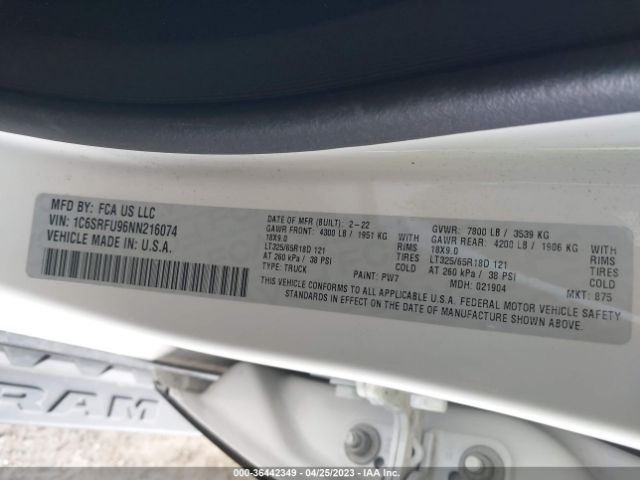 MFD BY: FCA US LLC
VIN: 1C6SRFU96NN216074
VEHICLE MADE IN U.S.A.
DATE OF MFR (BUILT): 2-22
GAWR FRONT: 4300 LB / 1951 KG
18X9.0 RIMS
LT325/65R18D 121 TIRES
AT 260 kPa / 38 PSI COLD
TYPE: TRUCK PAINT: PW7
GVWR: 7800 LB / 3539 KG
GAWR REAR: 4200 LB / 1906 KG
18X9.0 RIMS
LT325/65R18D 121 TIRES
AT 260 kPa / 38 PSI COLD
MDH: 021904 MKT: 875
THIS VEHICLE CONFORMS TO ALL APPLICABLE U.S.A. FEDERAL MOTOR VEHICLE SAFETY
STANDARDS IN EFFECT ON THE DATE OF MANUFACTURE SHOWN ABOVE.
RAM
000-36442349 - 04/25/2023 - Copyright IAA, Inc.